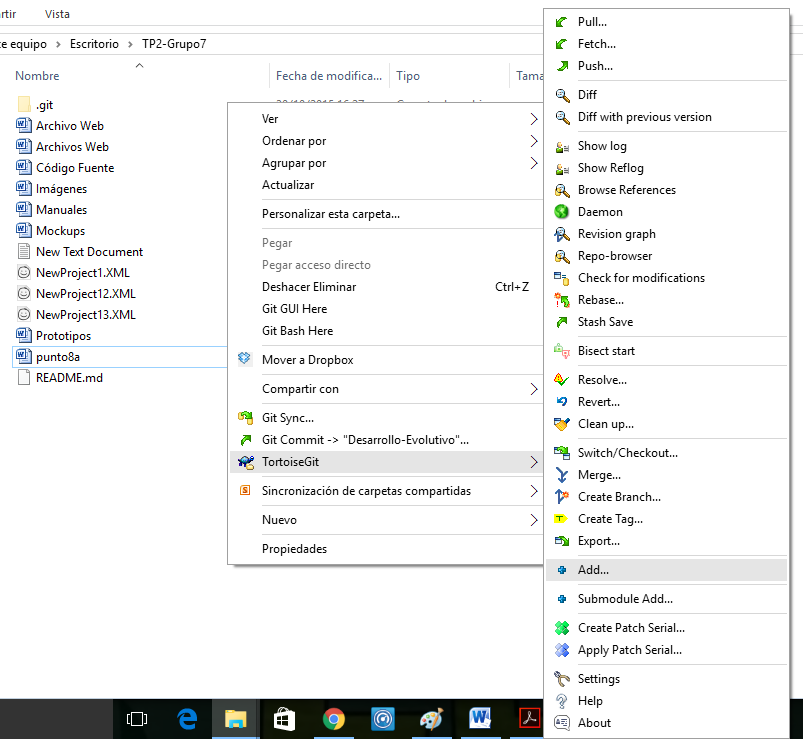 rtir Vista
te equipo > Escritorio > TP2-Grupo7
Nombre
Fecha de modifica...
Tipo
Tama
.git
Archivo Web
Archivos Web
Código Fuente
Imágenes
Manuales
Mockups
New Text Document
NewProject1.XML
NewProject12.XML
NewProject13.XML
Prototipos
punto8a
README.md
Ver
Ordenar por
Agrupar por
Actualizar
Personalizar esta carpeta...
Pegar
Pegar acceso directo
Deshacer Eliminar Ctrl+Z
Git GUI Here
Git Bash Here
Mover a Dropbox
Compartir con
Git Sync...
Git Commit -> "Desarrollo-Evolutivo"...
TortoiseGit
Sincronización de carpetas compartidas
Nuevo
Propiedades
Pull...
Fetch...
Push...
Diff
Diff with previous version
Show log
Show Reflog
Browse References
Daemon
Revision graph
Repo-browser
Check for modifications
Rebase...
Stash Save
Bisect start
Resolve...
Revert...
Clean up...
Switch/Checkout...
Merge...
Create Branch...
Create Tag...
Export...
Add...
Submodule Add...
Create Patch Serial...
Apply Patch Serial...
Settings
Help
About